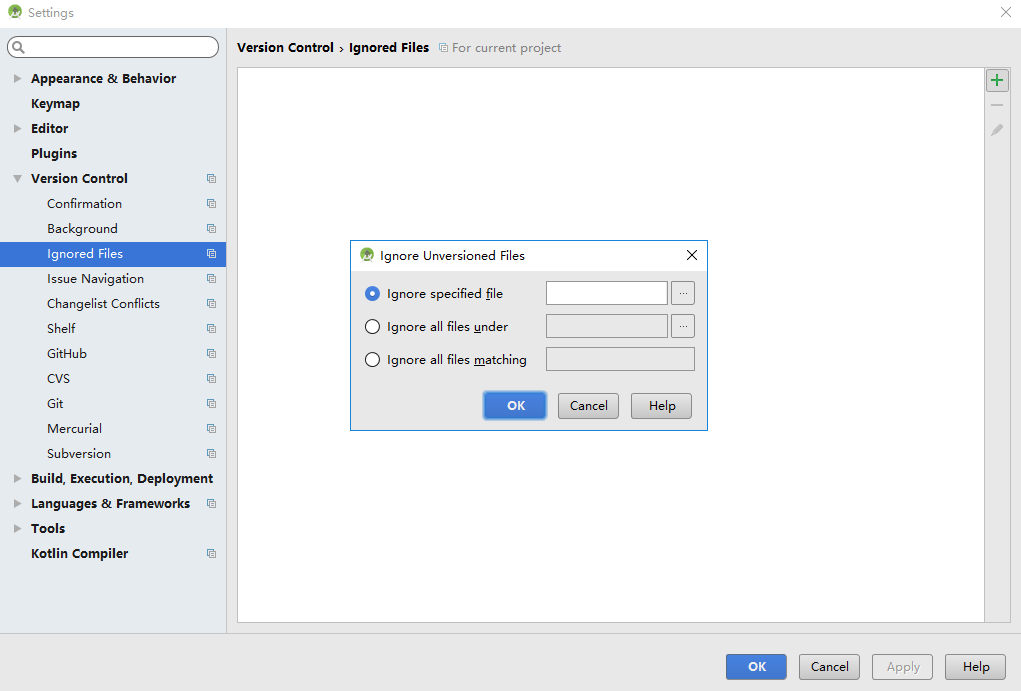 Settings
Version Control › Ignored Files For current project
Appearance & Behavior
Keymap
Editor
Plugins
Version Control
Confirmation
Background
Ignored Files
Issue Navigation
Changelist Conflicts
Shelf
GitHub
CVS
Git
Mercurial
Subversion
Build, Execution, Deployment
Languages & Frameworks
Tools
Kotlin Compiler
Ignore Unversioned Files
Ignore specified file ...
Ignore all files under ...
Ignore all files matching
OK Cancel Help
OK Cancel Apply Help